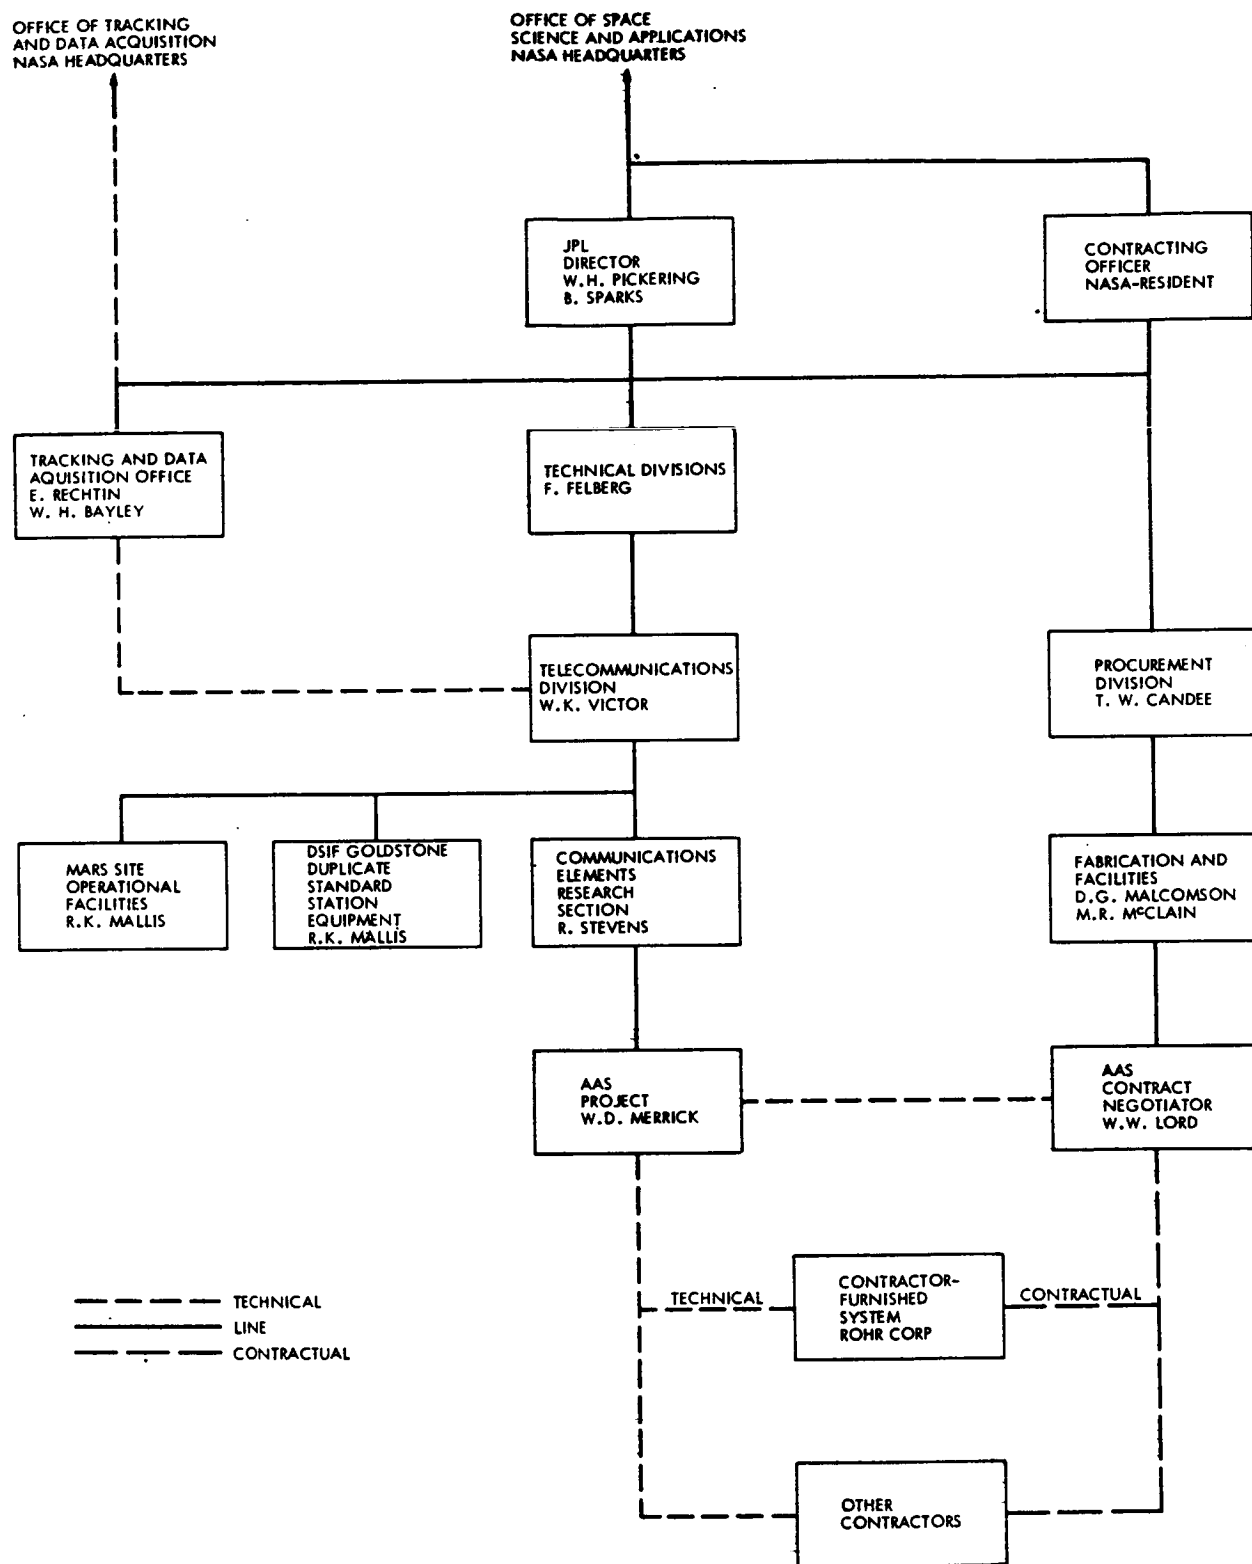 OFFICE OF TRACKING
AND DATA ACQUISITION
NASA HEADQUARTERS
OFFICE OF SPACE
SCIENCE AND APPLICATIONS
NASA HEADQUARTERS
JPL
DIRECTOR
W.H. PICKERING
B. SPARKS
CONTRACTING
OFFICER
NASA-RESIDENT
TRACKING AND DATA
AQUISITION OFFICE
E. RECHTIN
W. H. BAYLEY
TECHNICAL DIVISIONS
F. FELBERG
TELECOMMUNICATIONS
DIVISION
W.K. VICTOR
PROCUREMENT
DIVISION
T. W. CANDEE
MARS SITE
OPERATIONAL
FACILITIES
R.K. MALLIS
DSIF GOLDSTONE
DUPLICATE
STANDARD
STATION
EQUIPMENT
R.K. MALLIS
COMMUNICATIONS
ELEMENTS
RESEARCH
SECTION
R. STEVENS
FABRICATION AND
FACILITIES
D.G. MALCOMSON
M.R. McCLAIN
AAS
PROJECT
W.D. MERRICK
AAS
CONTRACT
NEGOTIATOR
W.W. LORD
TECHNICAL
CONTRACTOR-
FURNISHED
SYSTEM
ROHR CORP
CONTRACTUAL
TECHNICAL
LINE
CONTRACTUAL
OTHER
CONTRACTORS